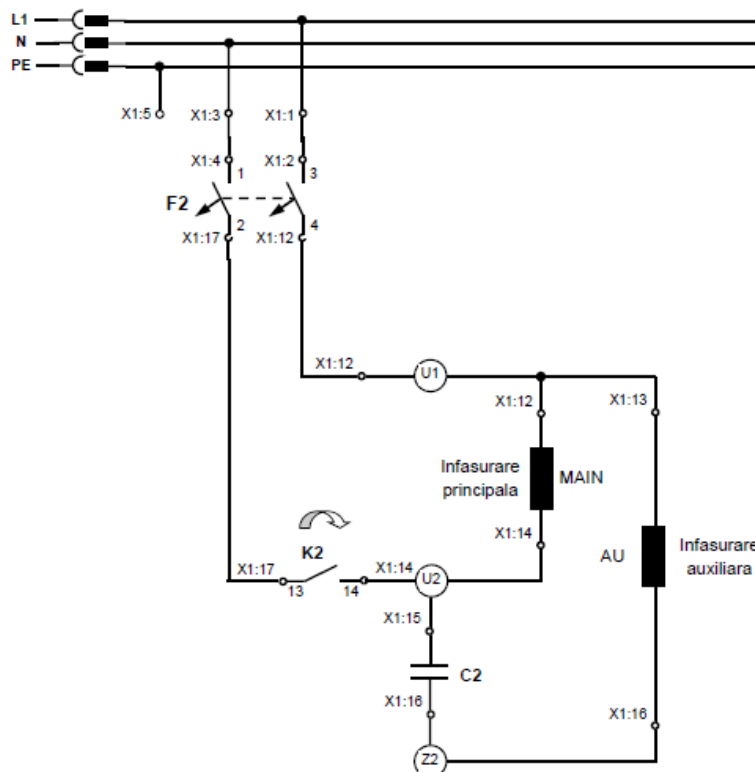 L1
N
PE
X1:5
X1:3
X1:1
X1:4
1
X1:2
3
F2
2
4
X1:17
X1:12
X1:12
U1
X1:12
X1:13
Infasurare
principala
MAIN
X1:14
K2
AU
Infasurare
auxiliara
X1:17
13
14
X1:14
U2
X1:15
C2
X1:16
X1:16
Z2